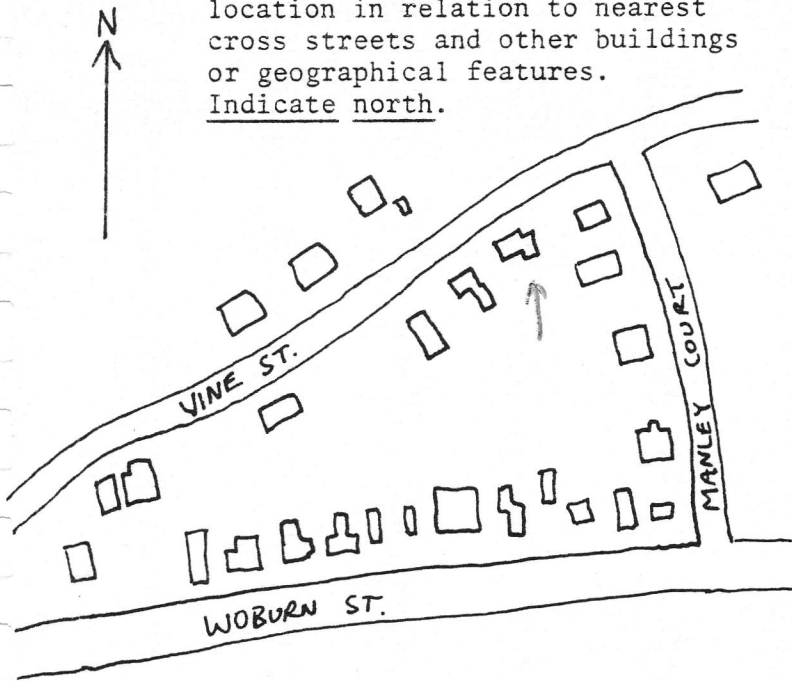 N
location in relation to nearest
cross streets and other buildings
or geographical features.
Indicate north.
VINE ST.
MANLEY COURT
WOBURN ST.